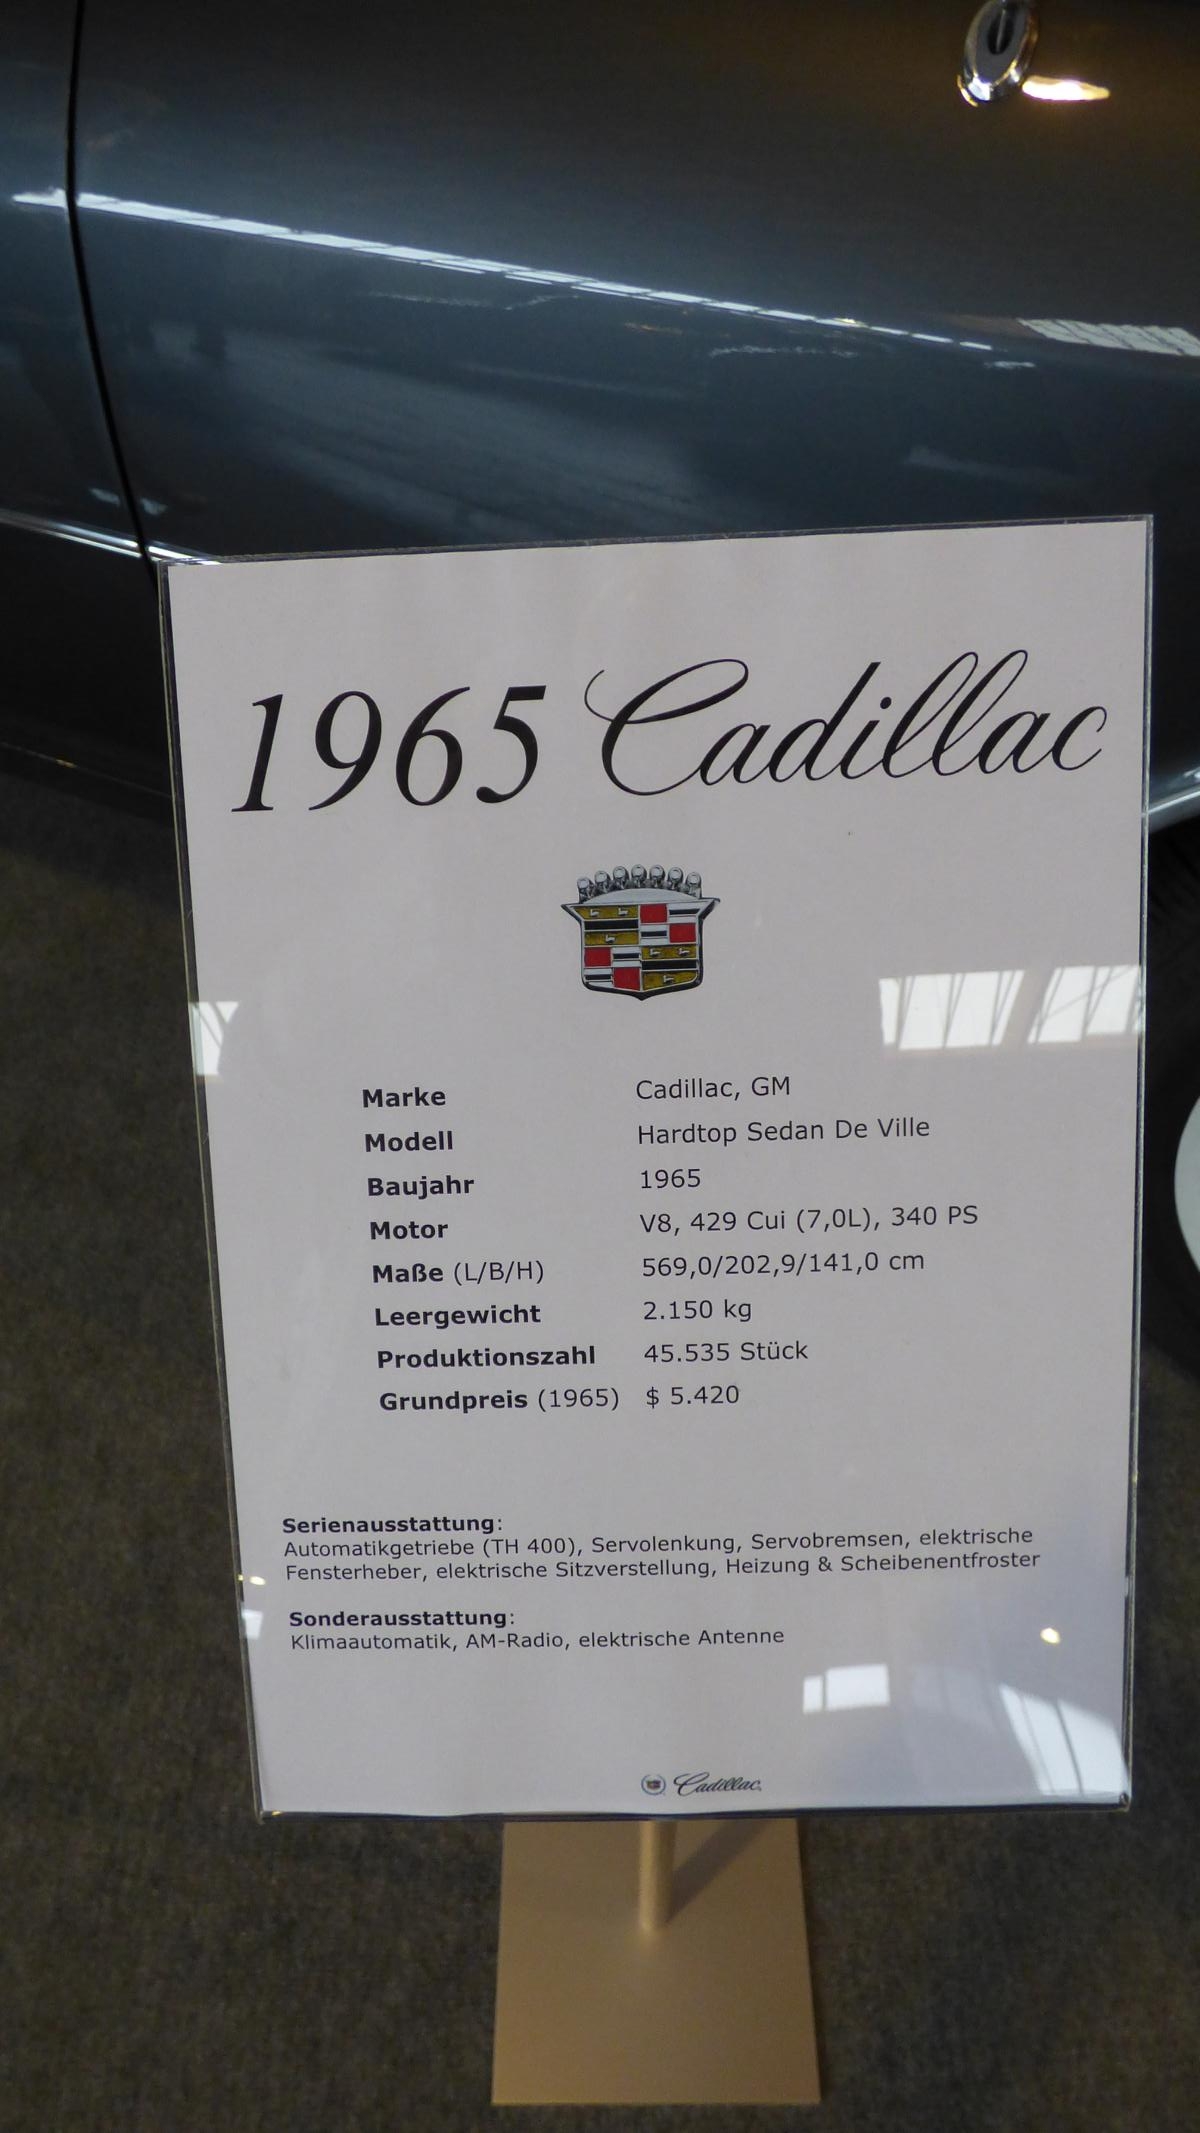 1965 Cadillac
Marke Cadillac, GM
Modell Hardtop Sedan De Ville
Baujahr 1965
Motor V8, 429 Cui (7,0L), 340 PS
Maße (L/B/H) 569,0/202,9/141,0 cm
Leergewicht 2.150 kg
Produktionszahl 45.535 Stück
Grundpreis (1965) $ 5.420
Serienausstattung:
Automatikgetriebe (TH 400), Servolenkung, Servobremsen, elektrische
Fensterheber, elektrische Sitzverstellung, Heizung & Scheibenentfroster
Sonderausstattung:
Klimaautomatik, AM-Radio, elektrische Antenne
Cadillac